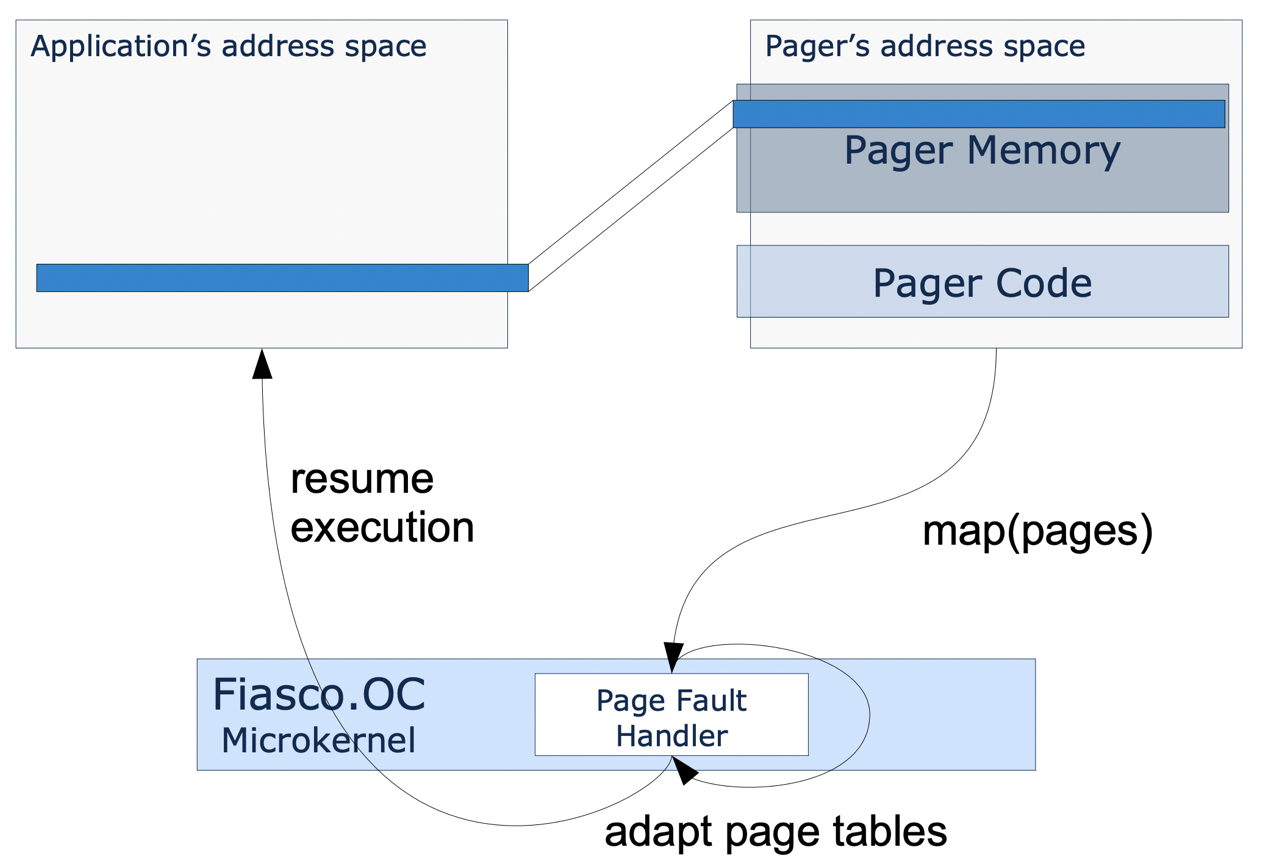 Application’s address space
Pager’s address space
Pager Memory
Pager Code
resume
execution
map(pages)
Fiasco.OC
Microkernel
Page Fault
Handler
adapt page tables